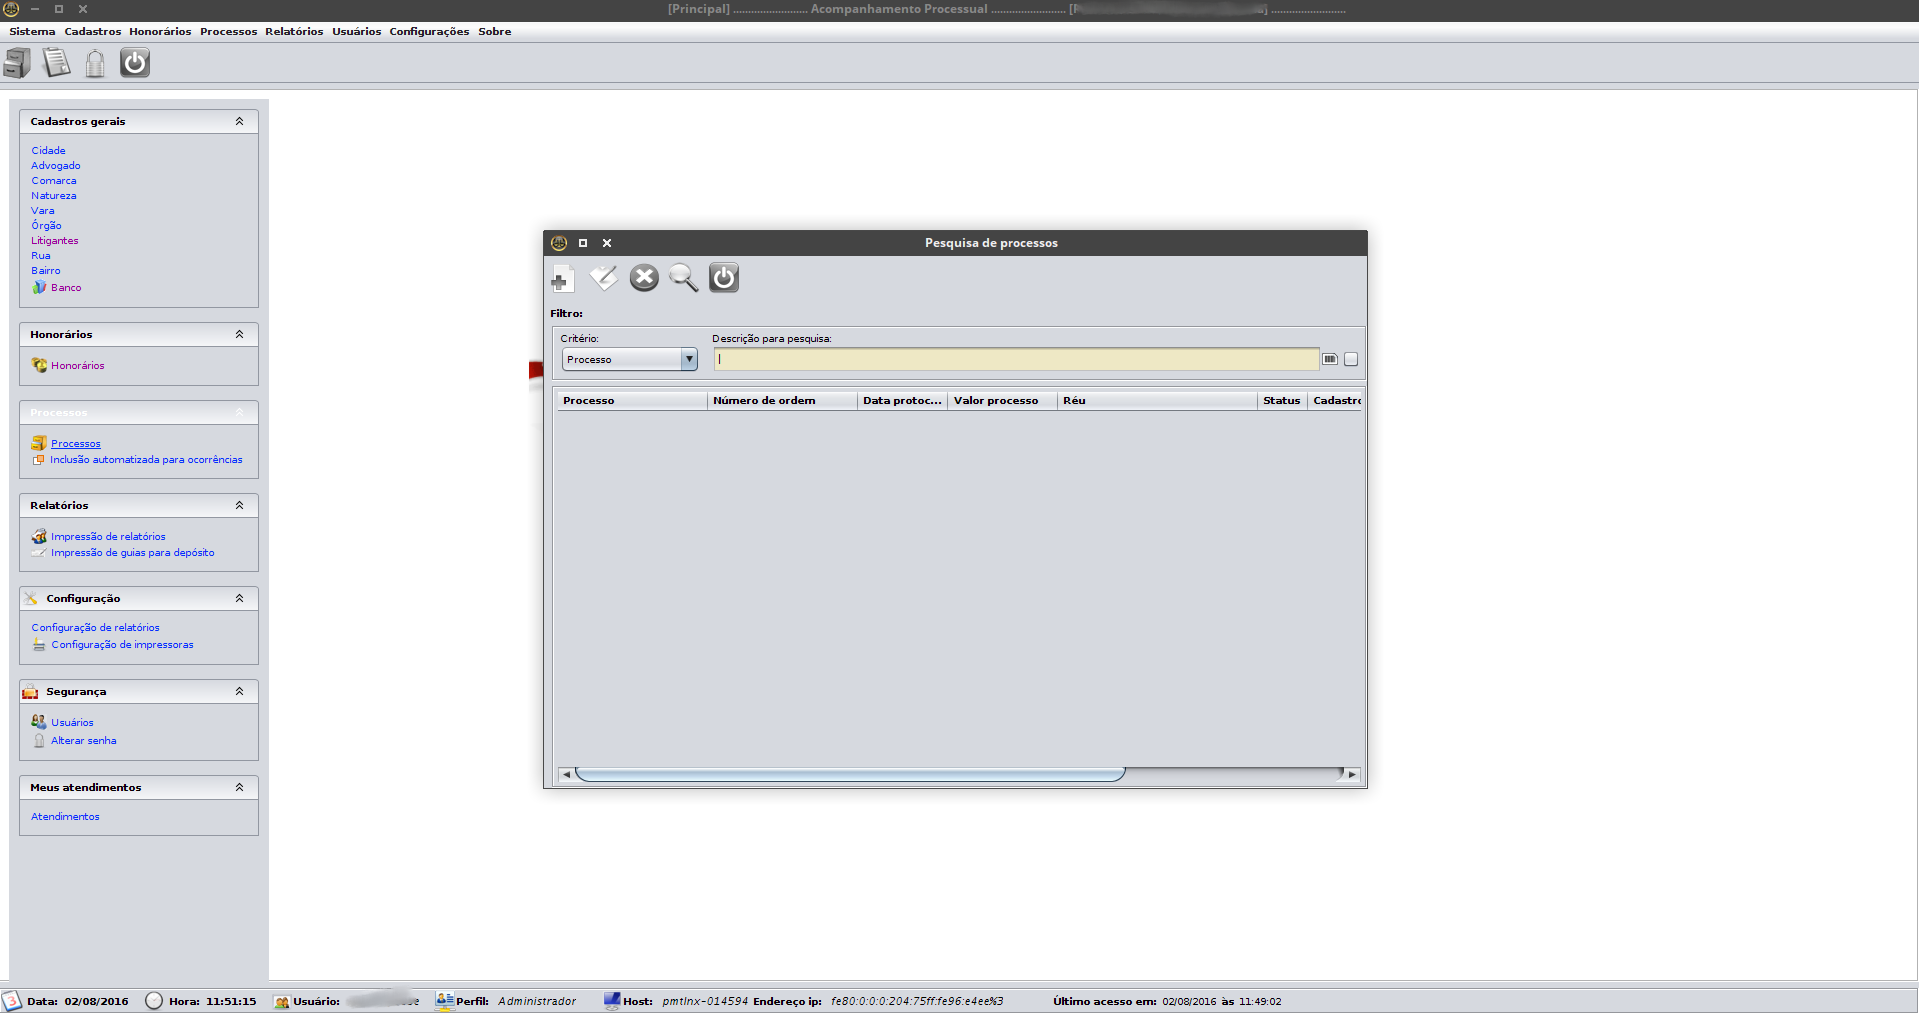 [Principal] ........................ Acompanhamento Processual ........................ [P ] ........................
Sistema Cadastros Honorários Processos Relatórios Usuários Configurações Sobre
Cadastros gerais
Cidade
Advogado
Comarca
Natureza
Vara
Órgão
Litigantes
Rua
Bairro
Banco
Honorários
Honorários
Processos
Processos
Inclusão automatizada para ocorrências
Relatórios
Impressão de relatórios
Impressão de guias para depósito
Configuração
Configuração de relatórios
Configuração de impressoras
Segurança
Usuários
Alterar senha
Meus atendimentos
Atendimentos
Pesquisa de processos
Filtro:
Critério: Descrição para pesquisa:
Processo
Processo Número de ordem Data protoc... Valor processo Réu Status Cadastro
3 Data: 02/08/2016 Hora: 11:51:15 Usuário: Perfil: Administrador Host: pmtlnx-014594 Endereço ip: fe80:0:0:0:204:75ff:fe96:e4ee%3 Último acesso em: 02/08/2016 às 11:49:02